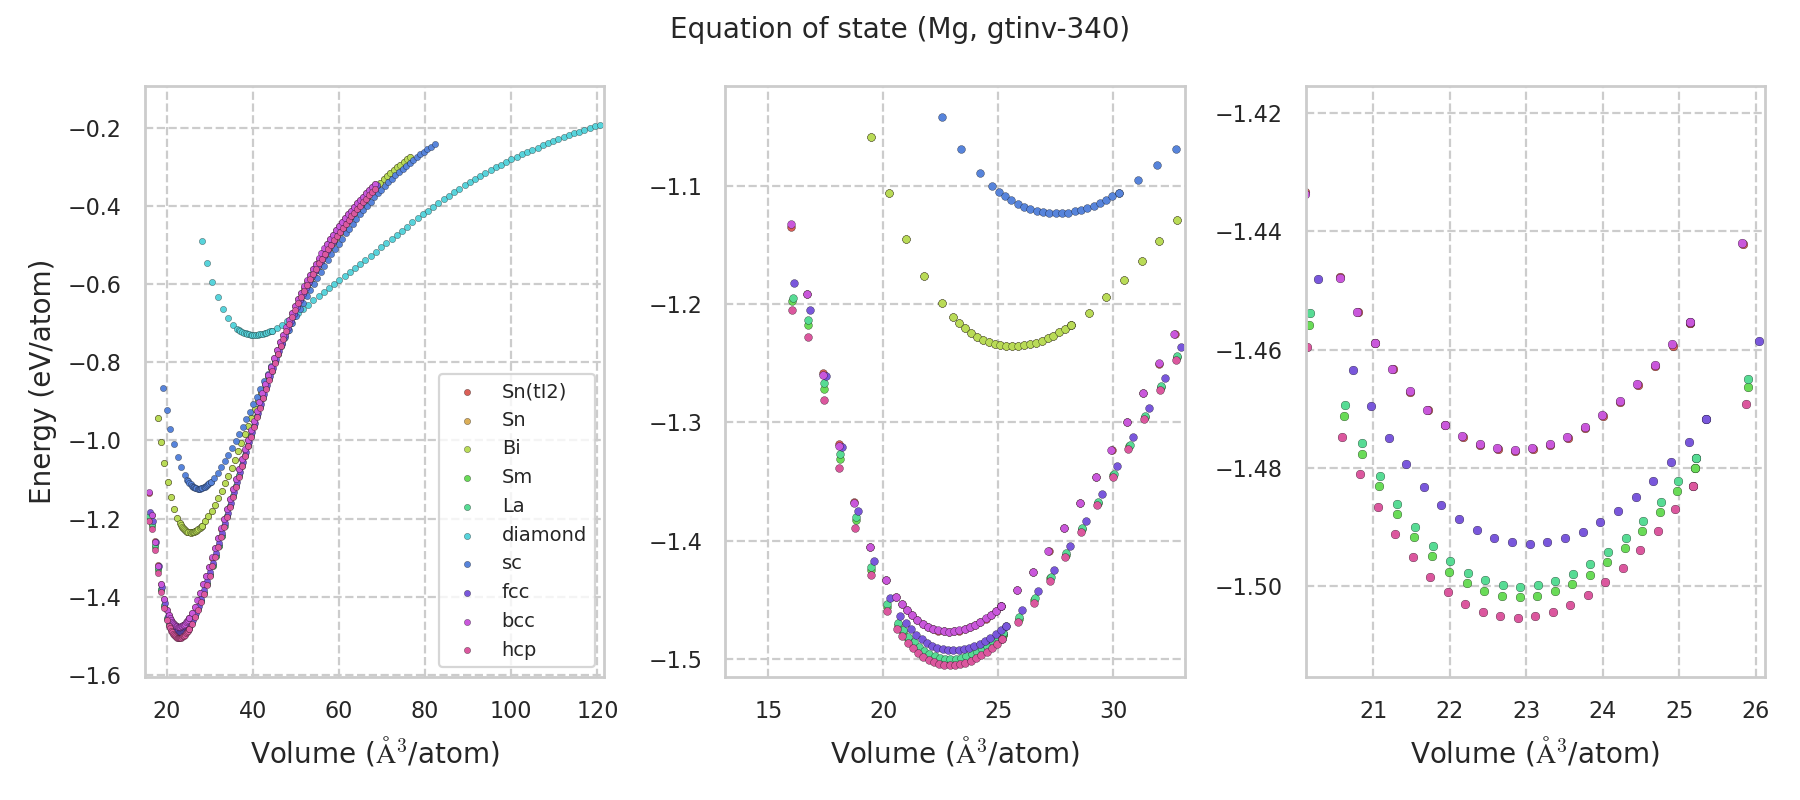 Equation of state (Mg, gtinv-340)
Energy (eV/atom)
−0.2
−0.4
−0.6
−0.8
−1.0
−1.2
−1.4
−1.6
20 40 60 80 100 120
Volume (Å³/atom)
Sn(tI2)
Sn
Bi
Sm
La
diamond
sc
fcc
bcc
hcp
−1.1
−1.2
−1.3
−1.4
−1.5
15 20 25 30
Volume (Å³/atom)
−1.42
−1.44
−1.46
−1.48
−1.50
21 22 23 24 25 26
Volume (Å³/atom)